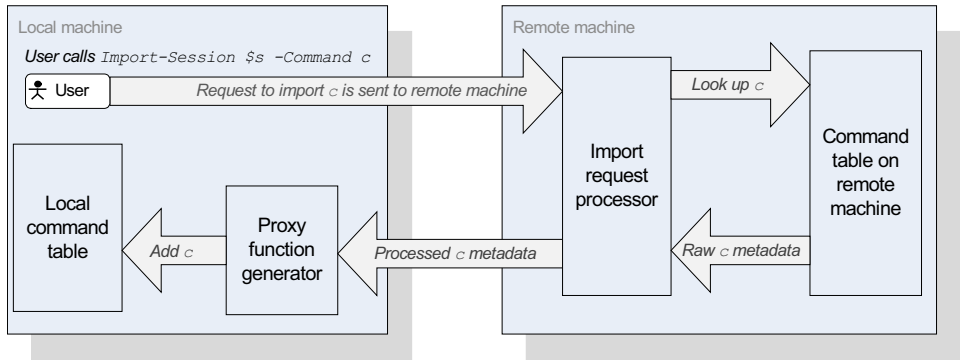 Local machine
Remote machine
User calls Import-Session $s -Command c
User
Request to import c is sent to remote machine
Look up c
Import
request
processor
Command
table on
remote
machine
Local
command
table
Add c
Proxy
function
generator
Processed c metadata
Raw c metadata